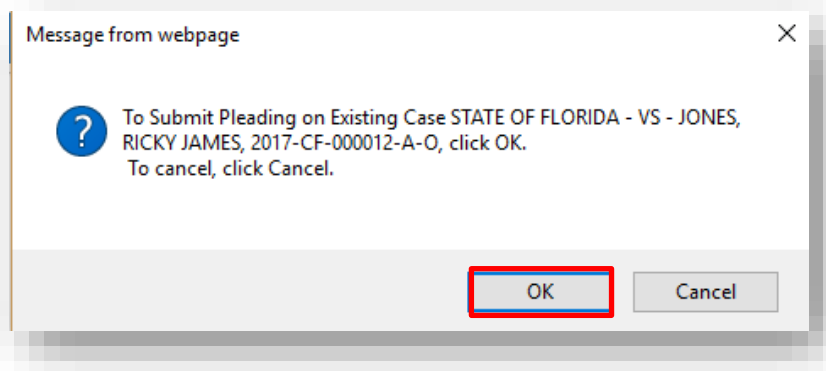 Message from webpage
To Submit Pleading on Existing Case STATE OF FLORIDA - VS - JONES,
RICKY JAMES, 2017-CF-000012-A-O, click OK.
To cancel, click Cancel.
OK
Cancel